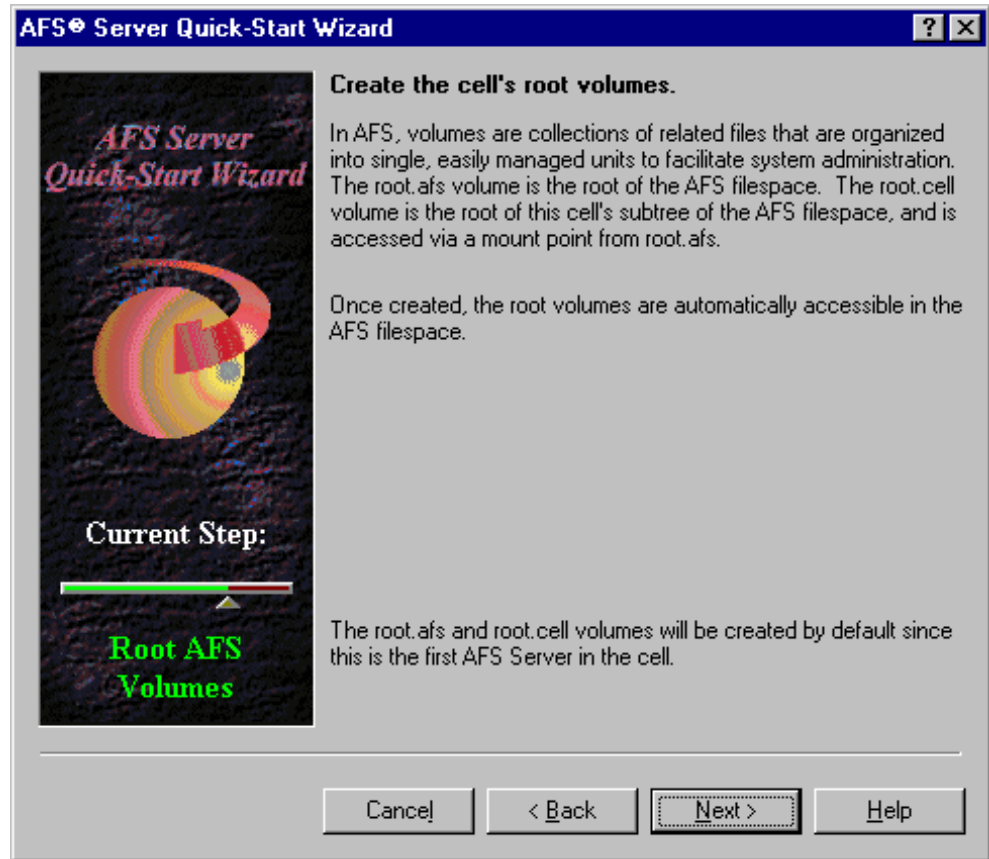 AFS® Server Quick-Start Wizard
AFS Server
Quick-Start Wizard
Current Step:
Root AFS
Volumes
Create the cell's root volumes.
In AFS, volumes are collections of related files that are organized
into single, easily managed units to facilitate system administration.
The root.afs volume is the root of the AFS filespace.  The root.cell
volume is the root of this cell's subtree of the AFS filespace, and is
accessed via a mount point from root.afs.
Once created, the root volumes are automatically accessible in the
AFS filespace.
The root.afs and root.cell volumes will be created by default since
this is the first AFS Server in the cell.
Cancel
< Back
Next >
Help